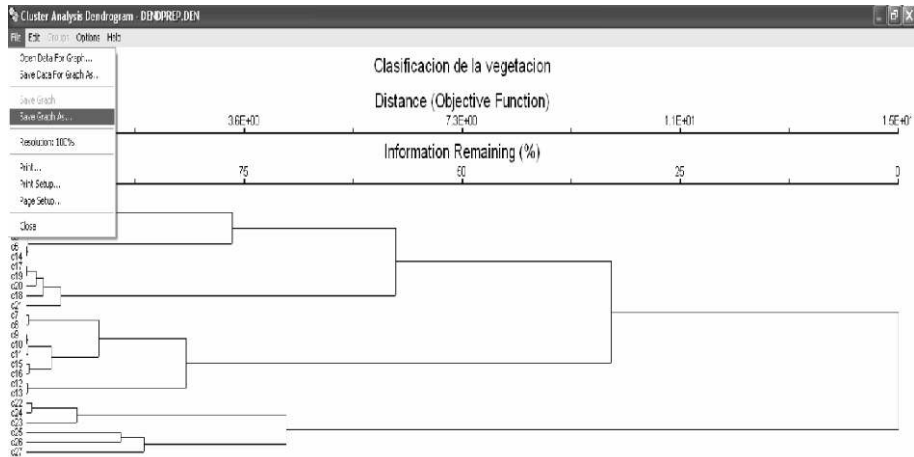 Cluster Analysis Dendrogram - DENDPREP.DEN
File Edit Groups Options Help
Open Data For Graph...
Save Data For Graph As...
Save Graph
Save Graph As...
Resolution: 100%
Print...
Print Setup...
Page Setup...
Close
Clasificacion de la vegetacion
Distance (Objective Function)
3.6E+00 7.3E+00 1.1E+01 1.5E+01
Information Remaining (%)
75 50 25 0
c14
c17
c19
c20
c18
c21
c7
c8
c9
c10
c15
c16
c12
c13
c22
c24
c23
c25
c26
c27